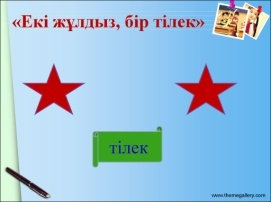 «Екі жұлдыз, бір тілек»
тілек
www.themegallery.com